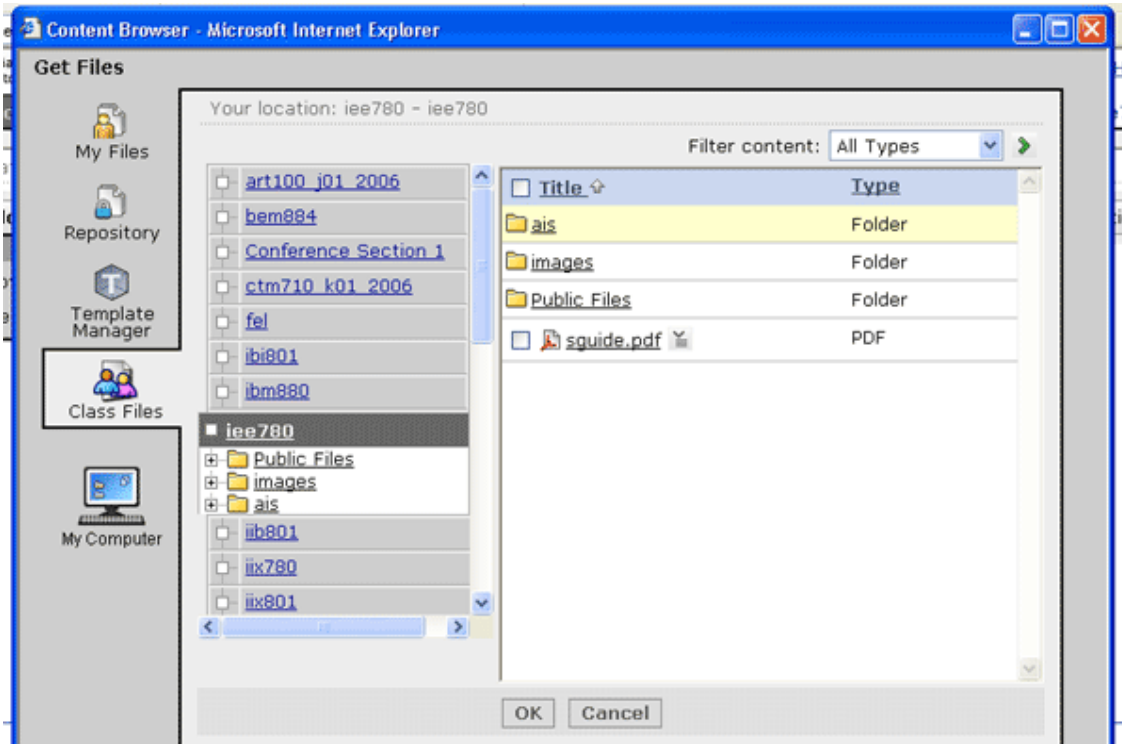 Content Browser - Microsoft Internet Explorer
Get Files
My Files
Repository
Template
Manager
Class Files
My Computer
Your location: iee780 - iee780
Filter content: All Types
art100_j01_2006
bem884
Conference Section 1
ctm710_k01_2006
fel
ibi801
ibm880
iee780
Public Files
images
ais
iib801
iix780
iix801
Title Type
ais Folder
images Folder
Public Files Folder
sguide.pdf PDF
OK Cancel